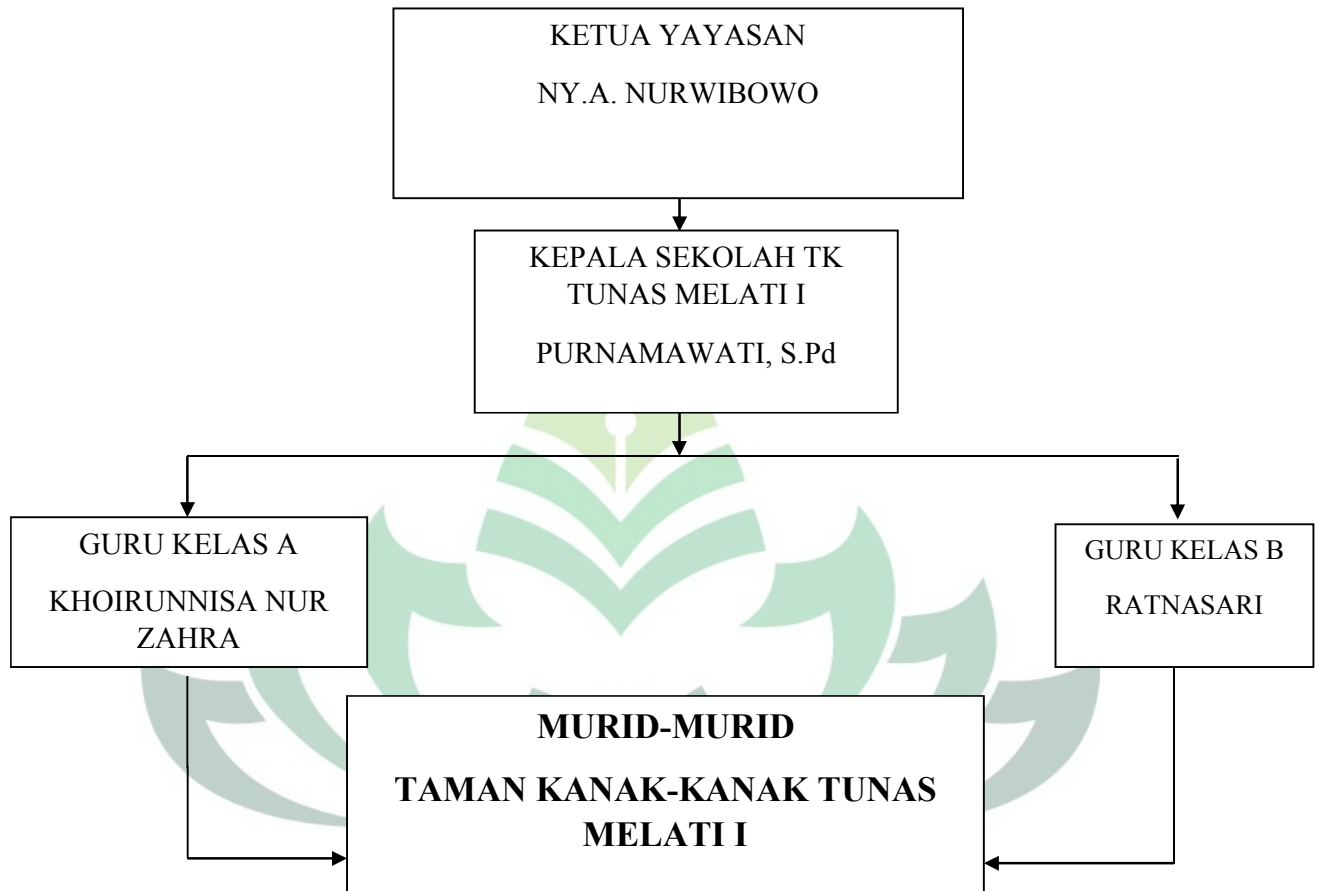 KETUA YAYASAN
NY.A. NURWIBOWO
KEPALA SEKOLAH TK
TUNAS MELATI I
PURNAMAWATI, S.Pd
GURU KELAS A
KHOIRUNNISA NUR
ZAHRA
GURU KELAS B
RATNASARI
MURID-MURID
TAMAN KANAK-KANAK TUNAS
MELATI I